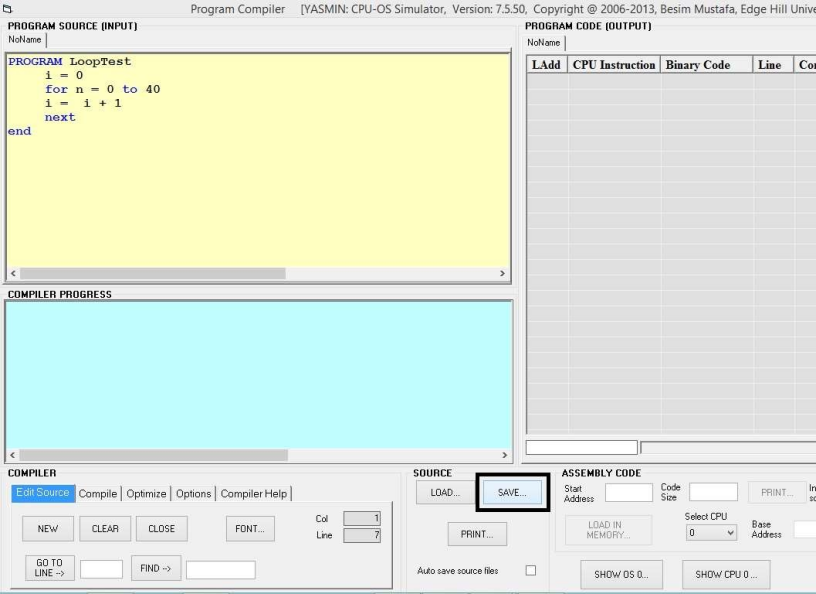 Program Compiler [YASMIN: CPU-OS Simulator, Version: 7.5.50, Copyright @ 2006-2013, Besim Mustafa, Edge Hill Unive
PROGRAM SOURCE (INPUT)
NoName
PROGRAM LoopTest
i = 0
for n = 0 to 40
i = i + 1
next
end
COMPILER PROGRESS
PROGRAM CODE (OUTPUT)
NoName
LAdd CPU Instruction Binary Code Line Con
COMPILER
Edit Source Compile Optimize Options Compiler Help
NEW CLEAR CLOSE FONT...
Col 1
Line 7
GO TO
LINE -->
FIND -->
SOURCE
LOAD... SAVE...
PRINT...
Auto save source files
ASSEMBLY CODE
Start
Address
Code
Size
PRINT...
LOAD IN
MEMORY...
Select CPU
0
Base
Address
SHOW OS 0... SHOW CPU 0...